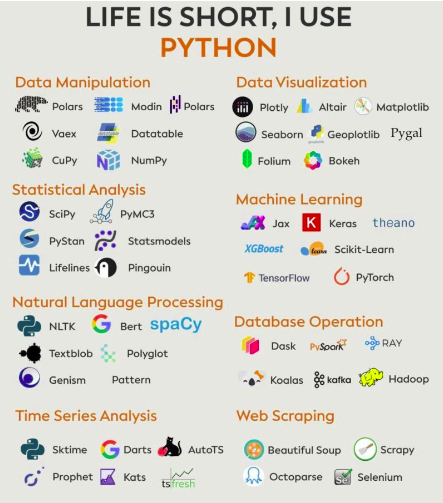 LIFE IS SHORT, I USE
PYTHON
Data Manipulation
Polars Modin Polars
Vaex Datatable
CuPy NumPy
Statistical Analysis
SciPy PyMC3
PyStan Statsmodels
Lifelines Pingouin
Natural Language Processing
NLTK Bert spaCy
Textblob Polyglot
Genism Pattern
Time Series Analysis
Sktime Darts AutoTS
Prophet Kats tsfresh
Data Visualization
Plotly Altair Matplotlib
Seaborn Geoplotlib Pygal
Folium Bokeh
Machine Learning
Jax K Keras theano
XGBoost learn Scikit-Learn
TensorFlow PyTorch
Database Operation
Dask PySpark RAY
Koalas kafka Hadoop
Web Scraping
Beautiful Soup Scrapy
Octoparse Se Selenium